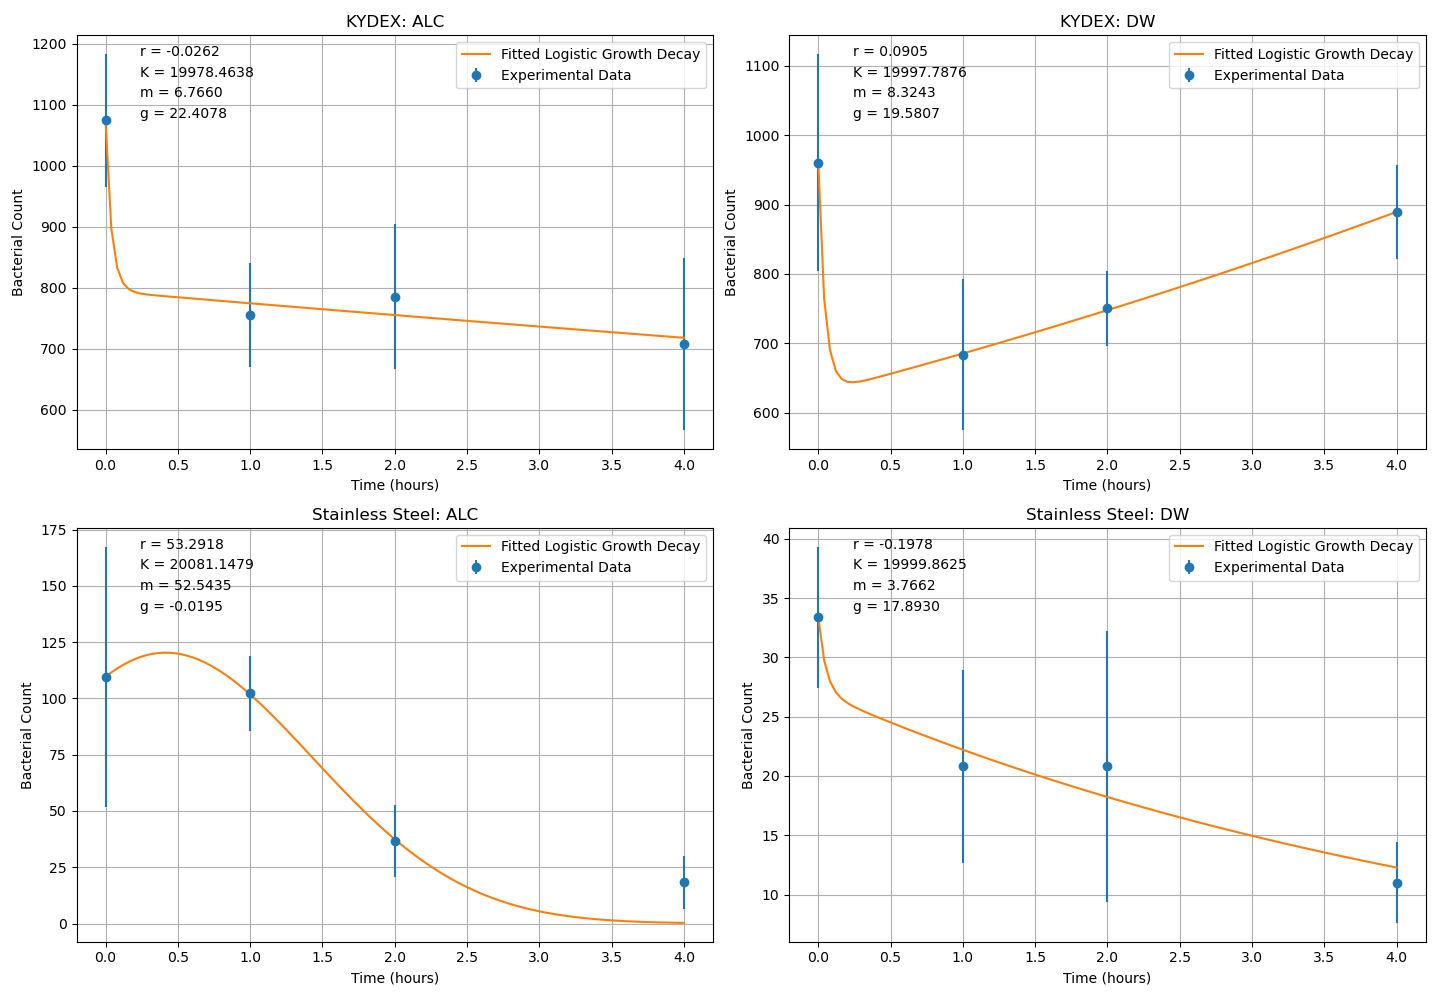 KYDEX: ALC
r = -0.0262
K = 19978.4638
m = 6.7660
g = 22.4078
Fitted Logistic Growth Decay
Experimental Data
1200
1100
1000
900
800
700
600
Bacterial Count
0.0 0.5 1.0 1.5 2.0 2.5 3.0 3.5 4.0
Time (hours)
KYDEX: DW
r = 0.0905
K = 19997.7876
m = 8.3243
g = 19.5807
Fitted Logistic Growth Decay
Experimental Data
1100
1000
900
800
700
600
Bacterial Count
0.0 0.5 1.0 1.5 2.0 2.5 3.0 3.5 4.0
Time (hours)
Stainless Steel: ALC
r = 53.2918
K = 20081.1479
m = 52.5435
g = -0.0195
Fitted Logistic Growth Decay
Experimental Data
175
150
125
100
75
50
25
0
Bacterial Count
0.0 0.5 1.0 1.5 2.0 2.5 3.0 3.5 4.0
Time (hours)
Stainless Steel: DW
r = -0.1978
K = 19999.8625
m = 3.7662
g = 17.8930
Fitted Logistic Growth Decay
Experimental Data
40
35
30
25
20
15
10
Bacterial Count
0.0 0.5 1.0 1.5 2.0 2.5 3.0 3.5 4.0
Time (hours)